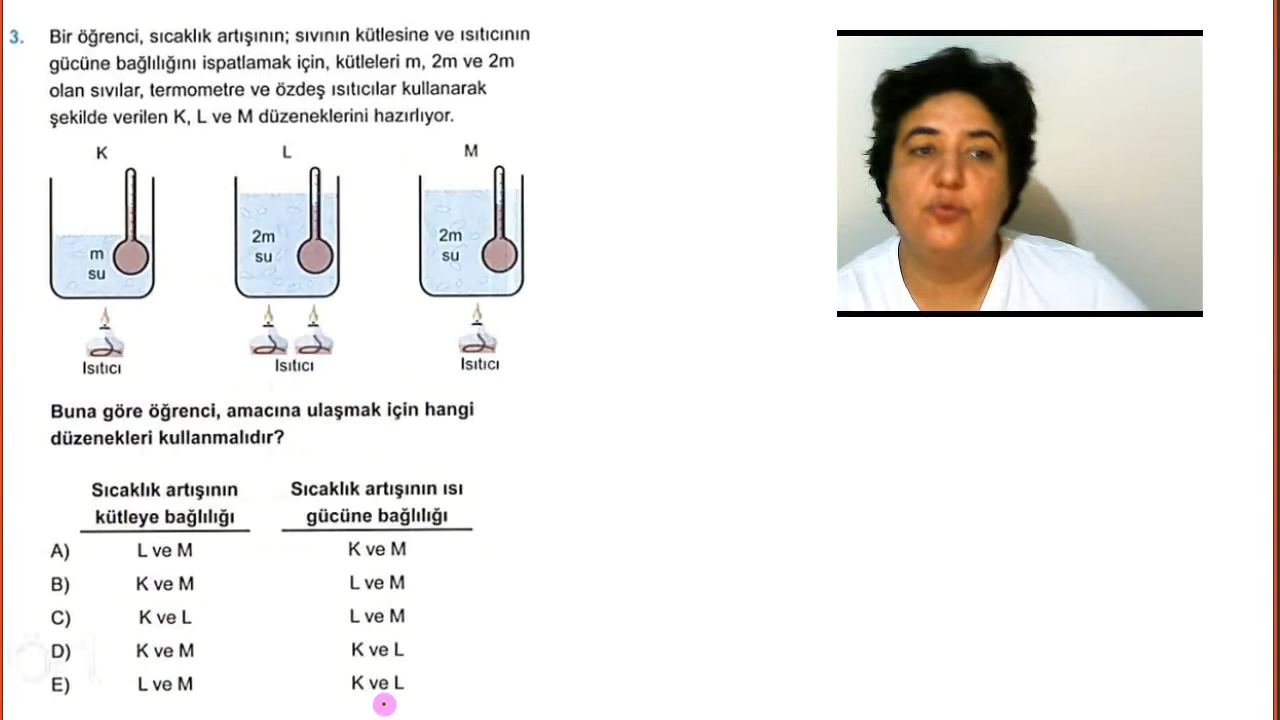 3. Bir öğrenci, sıcaklık artışının; sıvının kütlesine ve ısıtıcının
gücüne bağlılığını ispatlamak için, kütleleri m, 2m ve 2m
olan sıvılar, termometre ve özdeş ısıtıcılar kullanarak
şekilde verilen K, L ve M düzeneklerini hazırlıyor.
K L M
m 2m 2m
su su su
Isıtıcı Isıtıcı Isıtıcı
Buna göre öğrenci, amacına ulaşmak için hangi
düzenekleri kullanmalıdır?
Sıcaklık artışının Sıcaklık artışının ısı
kütleye bağlılığı gücüne bağlılığı
A) L ve M K ve M
B) K ve M L ve M
C) K ve L L ve M
D) K ve M K ve L
E) L ve M K ve L